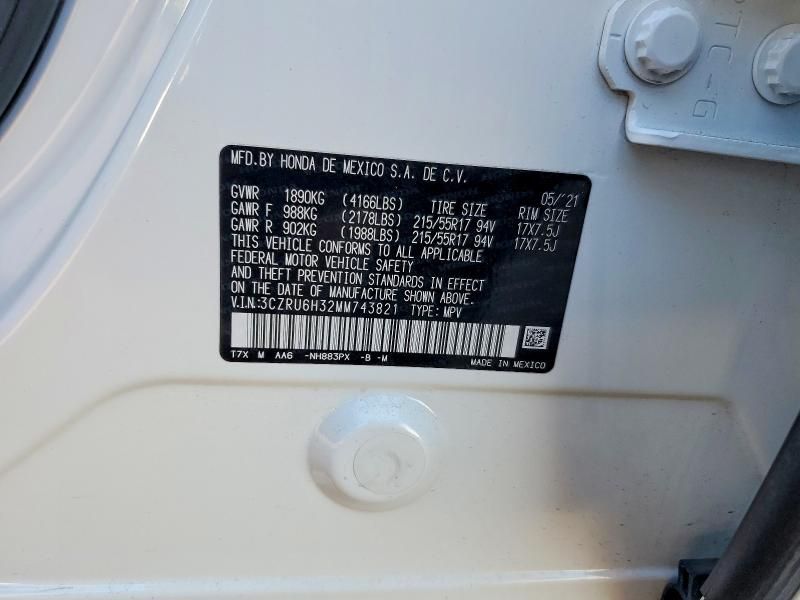 PTC-G
MFD.BY HONDA DE MEXICO S.A. DE C.V.
05/'21
GVWR 1890KG (4166LBS) TIRE SIZE RIM SIZE
GAWR F 988KG (2178LBS) 215/55R17 94V 17X7.5J
GAWR R 902KG (1988LBS) 215/55R17 94V 17X7.5J
THIS VEHICLE CONFORMS TO ALL APPLICABLE
FEDERAL MOTOR VEHICLE SAFETY
AND THEFT PREVENTION STANDARDS IN EFFECT
ON THE DATE OF MANUFACTURE SHOWN ABOVE.
V.I.N:3CZRU6H32MM743821 TYPE: MPV
T7X M AA6 -NH883PX -B -M MADE IN MEXICO